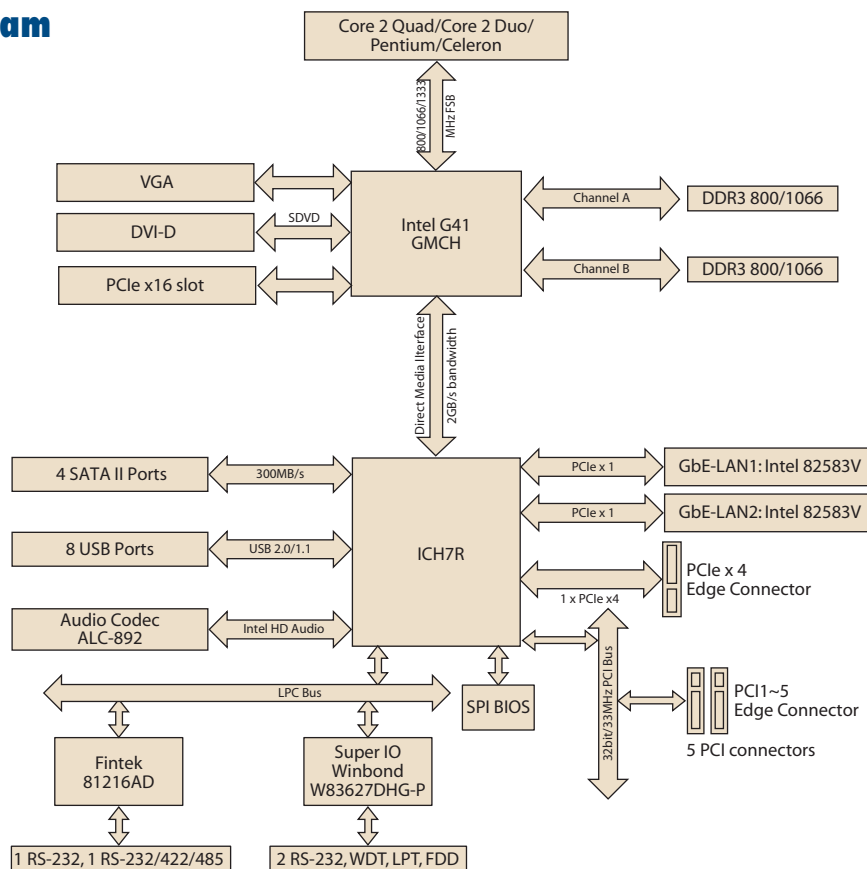 am
Core 2 Quad/Core 2 Duo/
Pentium/Celeron
800/1066/1333
MHz FSB
VGA
DVI-D
SDVD
PCIe x16 slot
Intel G41
GMCH
Channel A
DDR3 800/1066
Channel B
DDR3 800/1066
Direct Media IIterface
2GB/s bandwidth
4 SATA II Ports
300MB/s
8 USB Ports
USB 2.0/1.1
Audio Codec
ALC-892
Intel HD Audio
ICH7R
PCIe x 1
GbE-LAN1: Intel 82583V
PCIe x 1
GbE-LAN2: Intel 82583V
1 x PCIe x4
PCIe x 4
Edge Connector
32bit/33MHz PCI Bus
PCI1~5
Edge Connector
5 PCI connectors
LPC Bus
SPI BIOS
Fintek
81216AD
Super IO
Winbond
W83627DHG-P
1 RS-232, 1 RS-232/422/485
2 RS-232, WDT, LPT, FDD